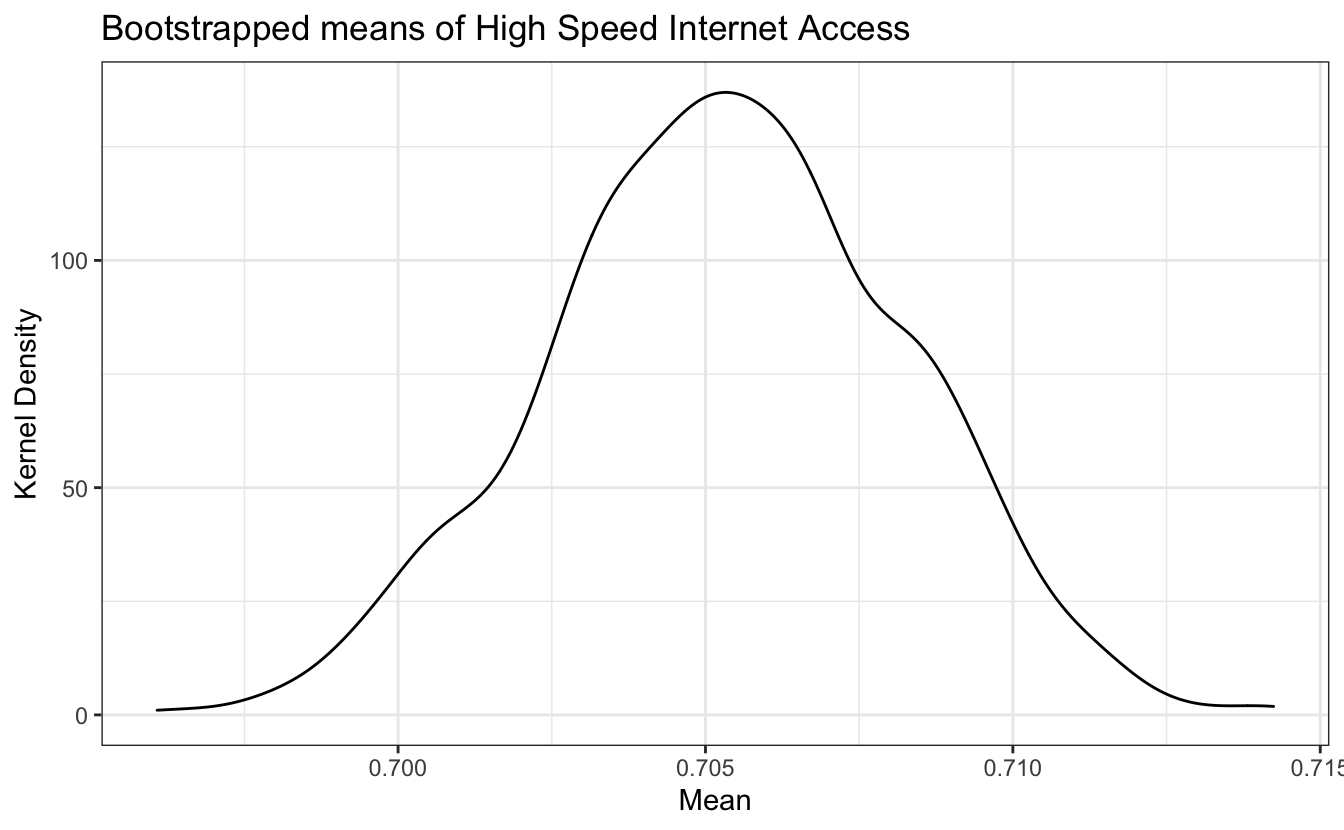 Bootstrapped means of High Speed Internet Access
Kernel Density
100
50
0
0.700
0.705
0.710
0.715
Mean